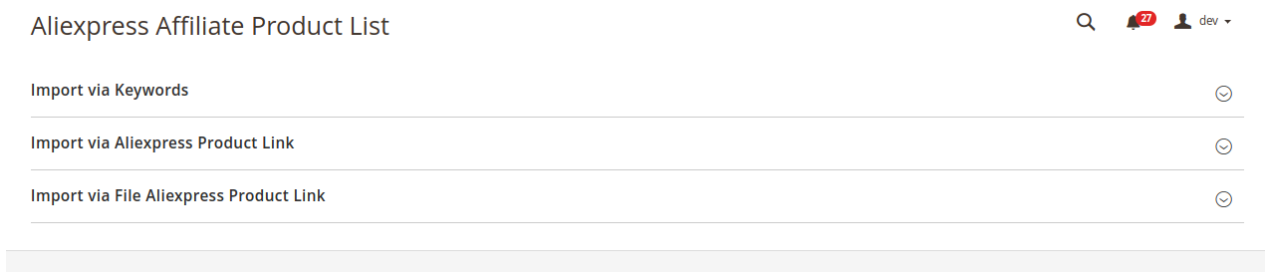 Aliexpress Affiliate Product List
27
dev
Import via Keywords
Import via Aliexpress Product Link
Import via File Aliexpress Product Link